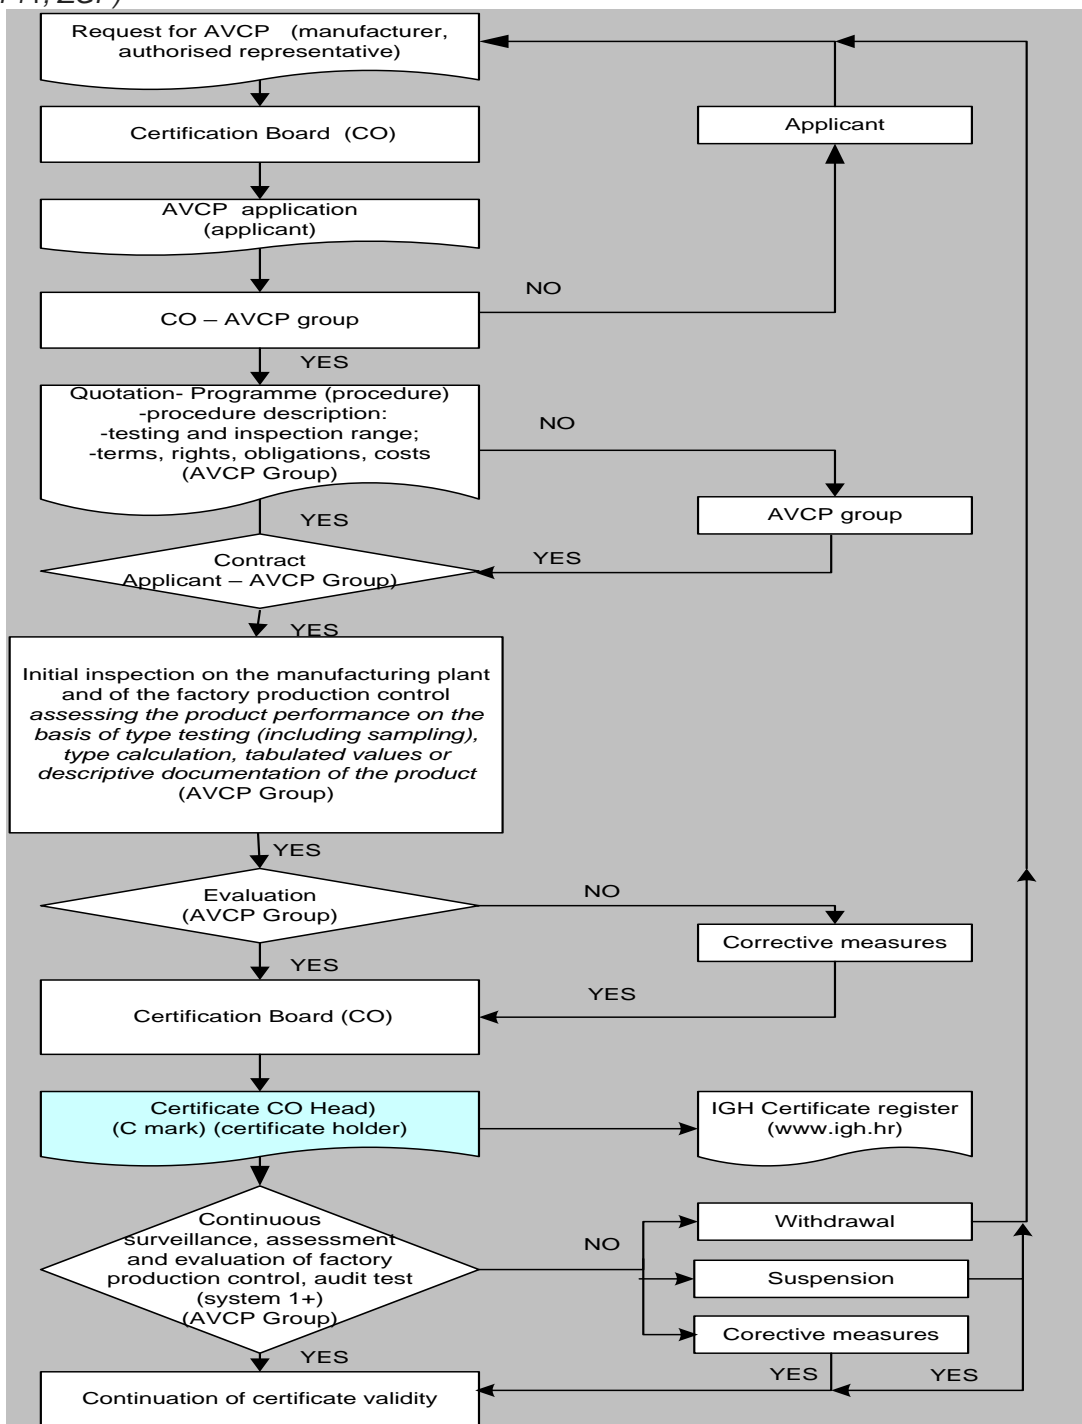 Request for AVCP (manufacturer,
authorised representative)
Certification Board (CO)
Applicant
AVCP application
(applicant)
NO
CO – AVCP group
YES
Quotation- Programme (procedure)
-procedure description:
-testing and inspection range;
-terms, rights, obligations, costs
(AVCP Group)
NO
AVCP group
YES
YES
Contract
Applicant – AVCP Group)
YES
Initial inspection on the manufacturing plant
and of the factory production control
assessing the product performance on the
basis of type testing (including sampling),
type calculation, tabulated values or
descriptive documentation of the product
(AVCP Group)
YES
Evaluation
(AVCP Group)
NO
Corrective measures
YES
YES
Certification Board (CO)
Certificate CO Head)
(C mark) (certificate holder)
IGH Certificate register
(www.igh.hr)
Continuous
surveillance, assessment
and evaluation of factory
production control, audit test
(system 1+)
(AVCP Group)
NO
Withdrawal
Suspension
Corective measures
YES
YES
YES
Continuation of certificate validity